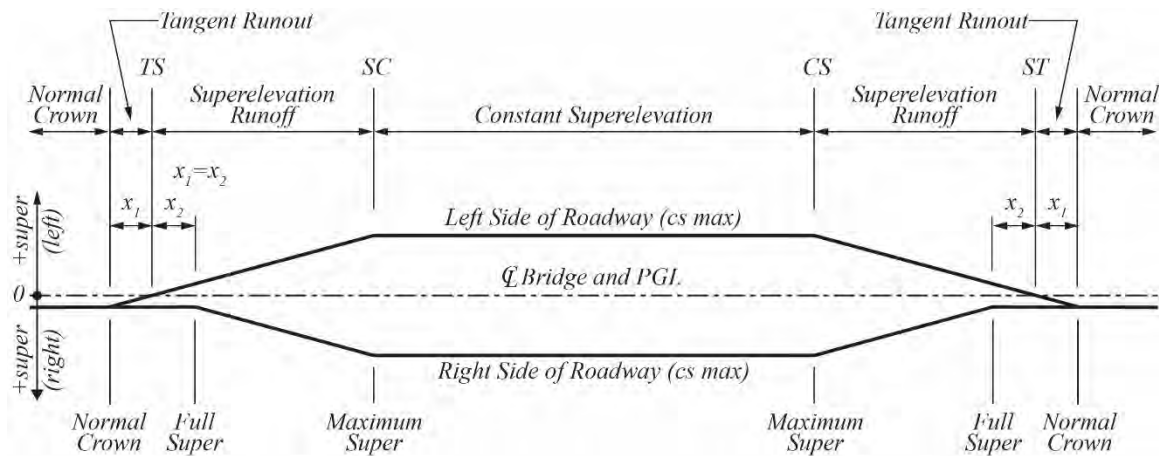 Tangent Runout
Tangent Runout
TS
SC
CS
ST
Normal
Crown
Superelevation
Runoff
Constant Superelevation
Superelevation
Runoff
Normal
Crown
x₁=x₂
x₁
x₂
x₂
x₁
+super
(left)
Left Side of Roadway (cs max)
0
℄ Bridge and PGL
+super
(right)
Right Side of Roadway (cs max)
Normal
Crown
Full
Super
Maximum
Super
Maximum
Super
Full
Super
Normal
Crown